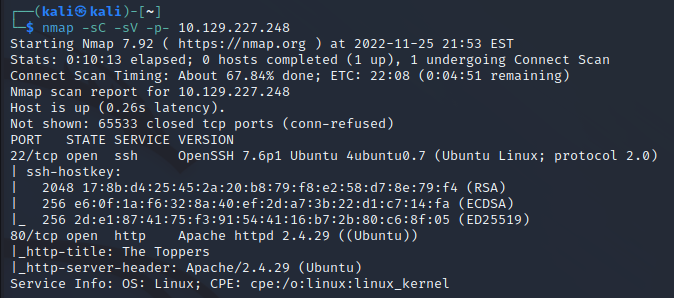 ┌──(kali㉿kali)-[~]
└─$ nmap -sC -sV -p- 10.129.227.248
Starting Nmap 7.92 ( https://nmap.org ) at 2022-11-25 21:53 EST
Stats: 0:10:13 elapsed; 0 hosts completed (1 up), 1 undergoing Connect Scan
Connect Scan Timing: About 67.84% done; ETC: 22:08 (0:04:51 remaining)
Nmap scan report for 10.129.227.248
Host is up (0.26s latency).
Not shown: 65533 closed tcp ports (conn-refused)
PORT   STATE SERVICE VERSION
22/tcp open  ssh     OpenSSH 7.6p1 Ubuntu 4ubuntu0.7 (Ubuntu Linux; protocol 2.0)
| ssh-hostkey:
|   2048 17:8b:d4:25:45:2a:20:b8:79:f8:e2:58:d7:8e:79:f4 (RSA)
|   256 e6:0f:1a:f6:32:8a:40:ef:2d:a7:3b:22:d1:c7:14:fa (ECDSA)
|_  256 2d:e1:87:41:75:f3:91:54:41:16:b7:2b:80:c6:8f:05 (ED25519)
80/tcp open  http    Apache httpd 2.4.29 ((Ubuntu))
|_http-title: The Toppers
|_http-server-header: Apache/2.4.29 (Ubuntu)
Service Info: OS: Linux; CPE: cpe:/o:linux:linux_kernel